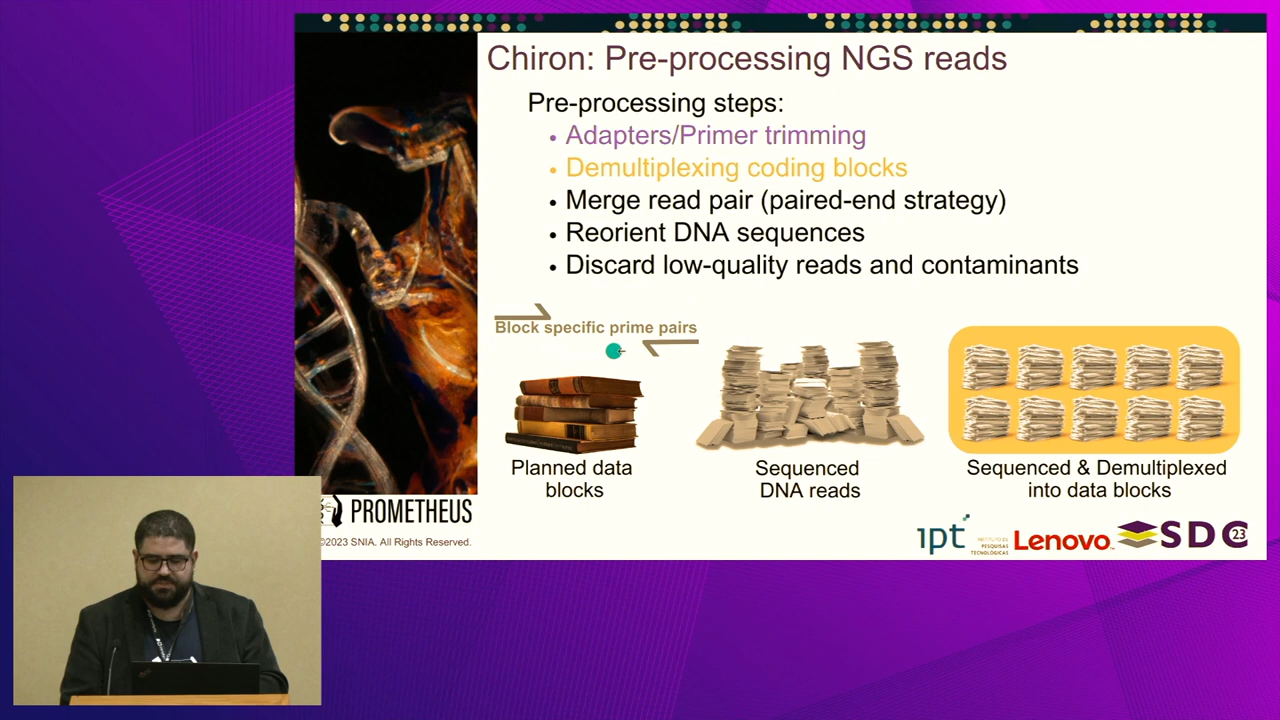 Chiron: Pre-processing NGS reads
Pre-processing steps:
• Adapters/Primer trimming
• Demultiplexing coding blocks
• Merge read pair (paired-end strategy)
• Reorient DNA sequences
• Discard low-quality reads and contaminants
Block specific prime pairs
Planned data
blocks
Sequenced
DNA reads
Sequenced & Demultiplexed
into data blocks
PROMETHEUS
©2023 SNIA. All Rights Reserved.
ipt
INSTITUTO DE
PESQUISAS
TECNOLÓGICAS
Lenovo
SDC
23